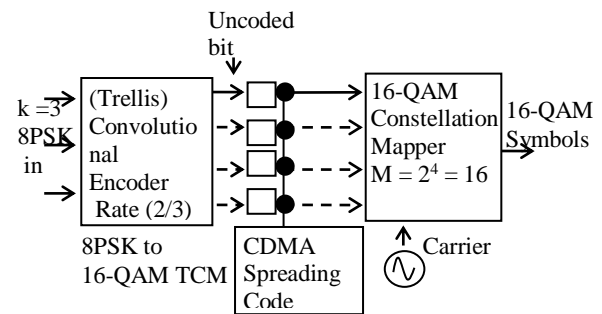 Uncoded
bit
k =3
8PSK
in
(Trellis)
Convolutio
nal
Encoder
Rate (2/3)
16-QAM
Constellation
Mapper
M = 2⁴ = 16
16-QAM
Symbols
8PSK to
16-QAM TCM
CDMA
Spreading
Code
Carrier